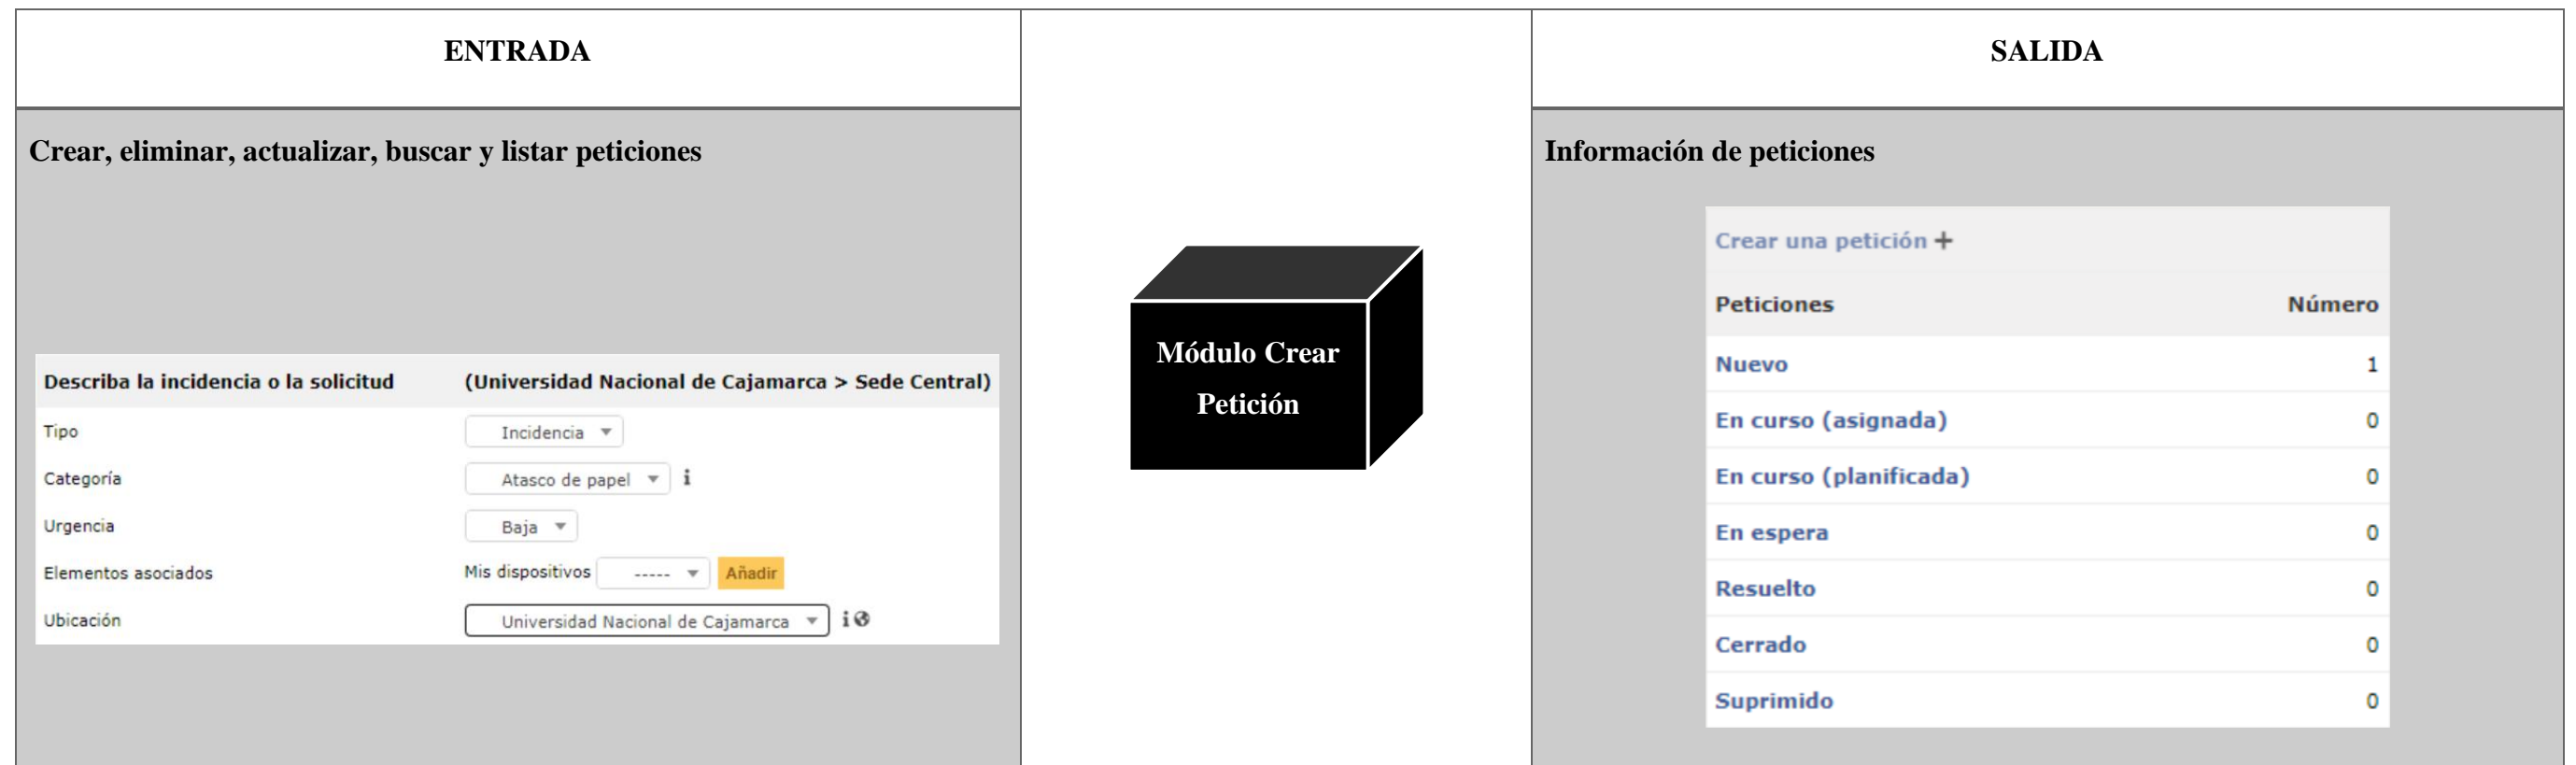 ENTRADA
Crear, eliminar, actualizar, buscar y listar peticiones
Describa la incidencia o la solicitud (Universidad Nacional de Cajamarca > Sede Central)
Tipo Incidencia
Categoría Atasco de papel
Urgencia Baja
Elementos asociados Mis dispositivos ----- Añadir
Ubicación Universidad Nacional de Cajamarca
Módulo Crear
Petición
SALIDA
Información de peticiones
Crear una petición +
Peticiones Número
Nuevo 1
En curso (asignada) 0
En curso (planificada) 0
En espera 0
Resuelto 0
Cerrado 0
Suprimido 0